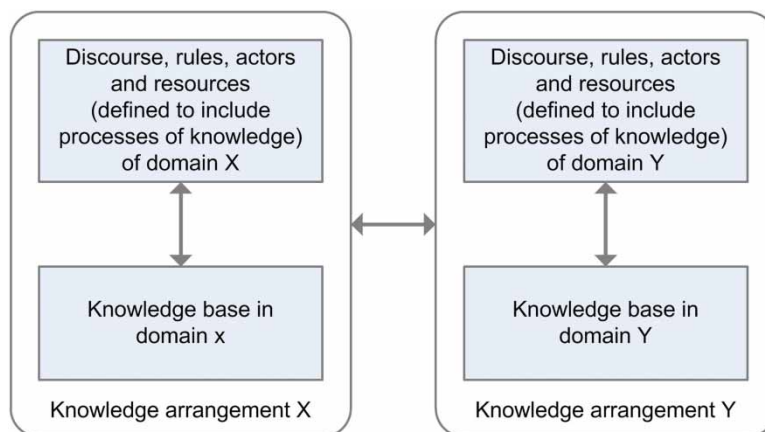 Discourse, rules, actors
and resources
(defined to include
processes of knowledge)
of domain X
Knowledge base in
domain x
Knowledge arrangement X
Discourse, rules, actors
and resources
(defined to include
processes of knowledge)
of domain Y
Knowledge base in
domain Y
Knowledge arrangement Y